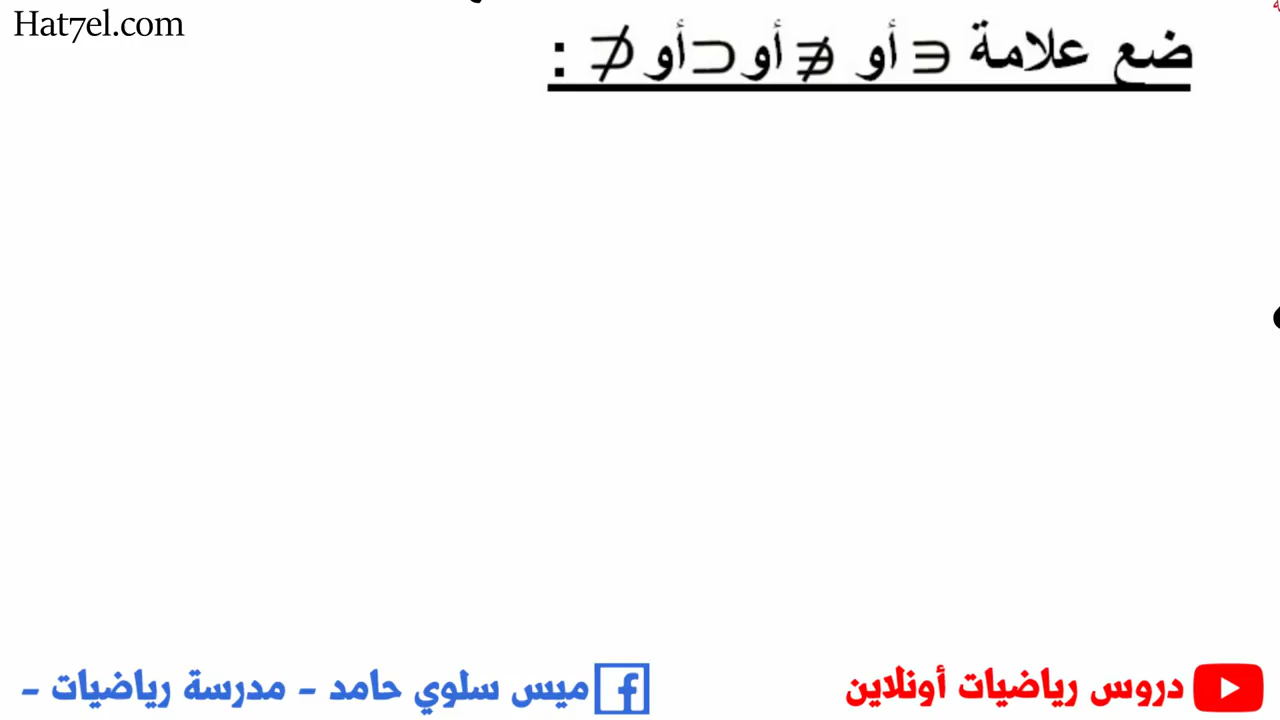 Hat7el.com
ضع علامة ∋ أو ∌ أو ⊃ أو ⊅ :
دروس رياضيات أونلاين
ميس سلوي حامد - مدرسة رياضيات -